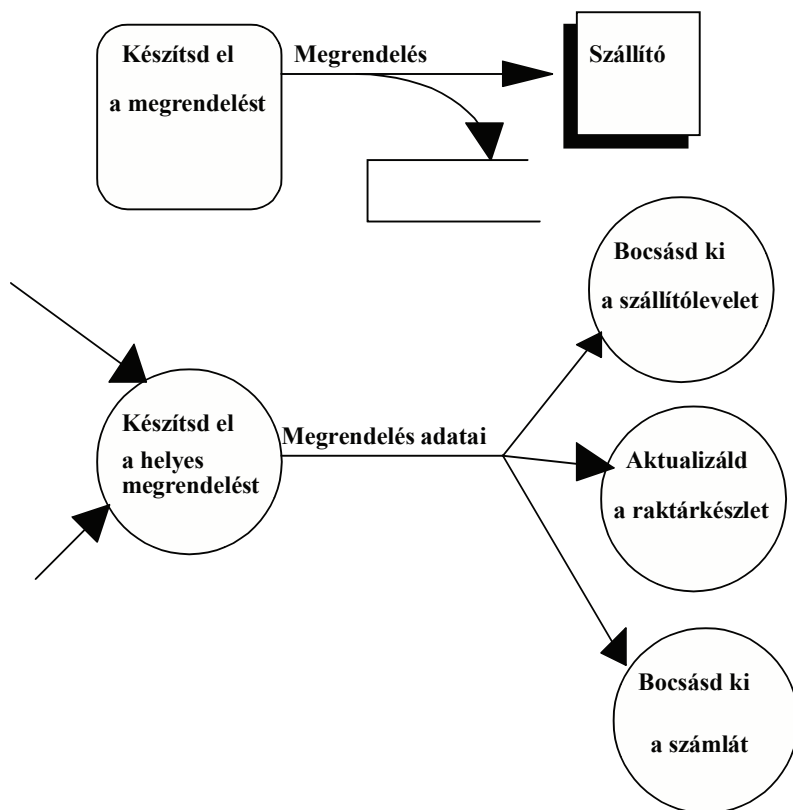 Készítsd el
a megrendelést
Megrendelés
Szállító
Bocsásd ki
a szállítólevelet
Készítsd el
a helyes
megrendelést
Megrendelés adatai
Aktualizáld
a raktárkészlet
Bocsásd ki
a számlát